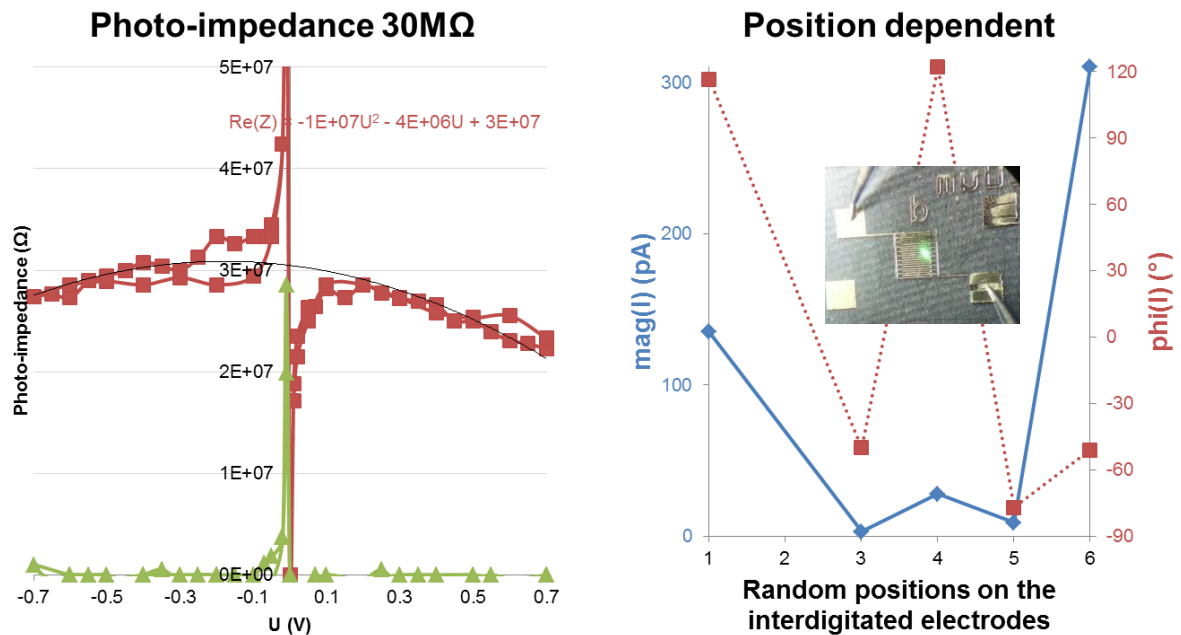 Photo-impedance 30MΩ
5E+07
Re(Z) = -1E+07U² - 4E+06U + 3E+07
4E+07
3E+07
2E+07
1E+07
0E+00
Photo-impedance (Ω)
-0.7 -0.5 -0.3 -0.1 0.1 0.3 0.5 0.7
U (V)
Position dependent
300
200
100
0
mag(I) (pA)
b
120
90
60
30
0
-30
-60
-90
phi(I) (°)
1 2 3 4 5 6
Random positions on the
interdigitated electrodes